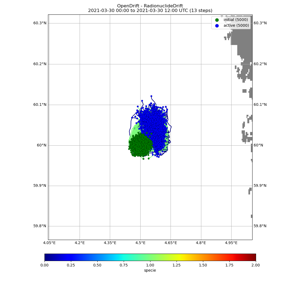 OpenDrift - RadionuclideDrift
2021-03-30 00:00 to 2021-03-30 12:00 UTC (13 steps)
initial (5000)
active (5000)
60.3°N
60.2°N
60.1°N
60°N
59.9°N
59.8°N
4.05°E 4.2°E 4.35°E 4.5°E 4.65°E 4.8°E 4.95°E
0.00 0.25 0.50 0.75 1.00 1.25 1.50 1.75 2.00
specie